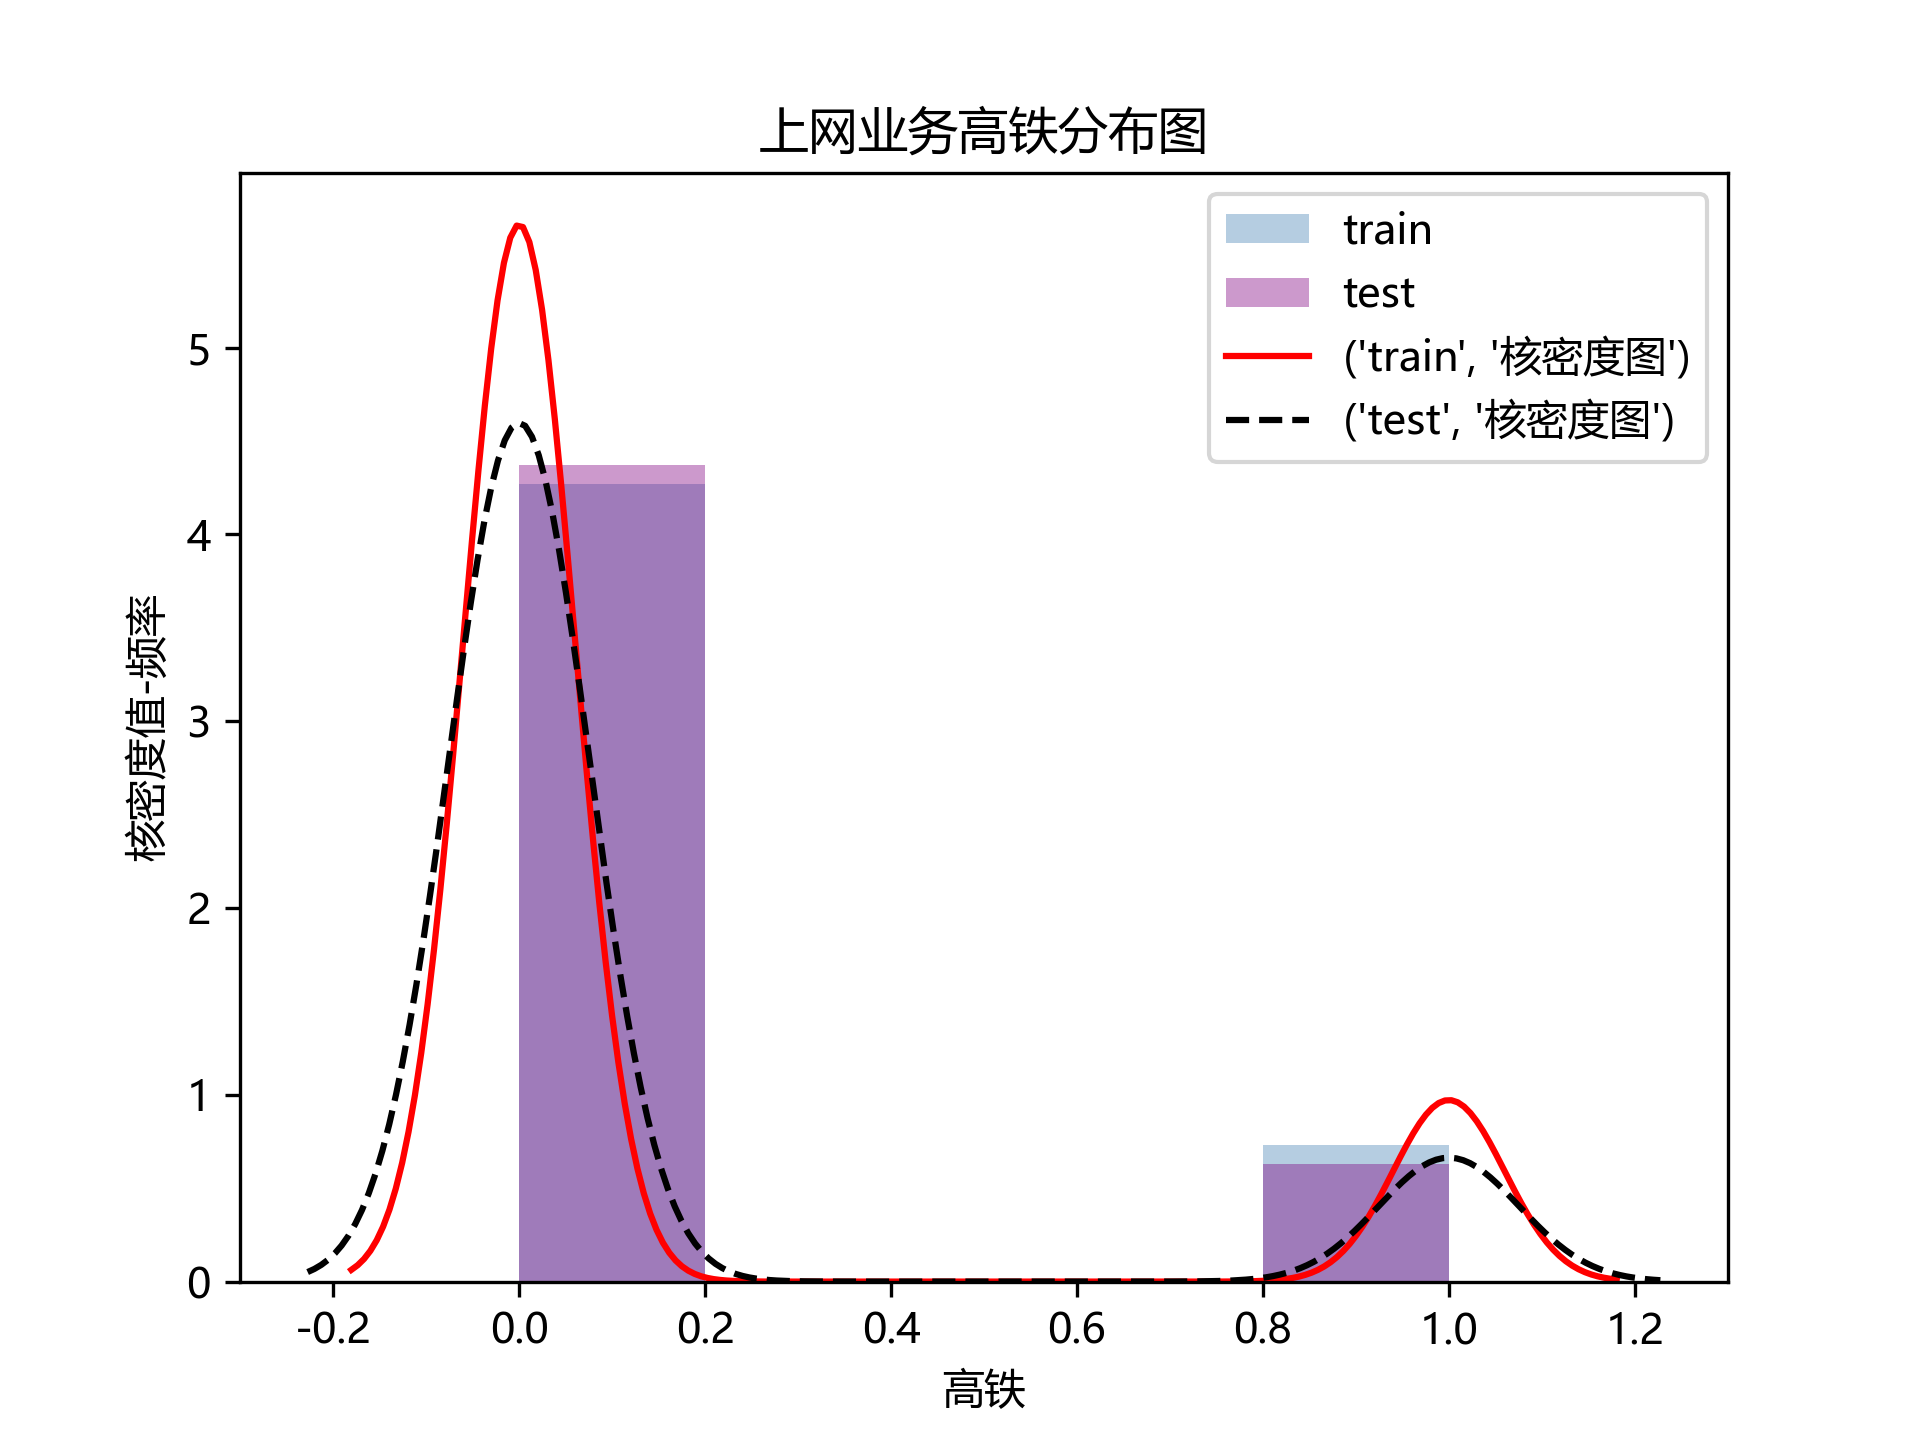 上网业务高铁分布图
train
test
('train', '核密度图')
('test', '核密度图')
核密度值-频率
5
4
3
2
1
0
-0.2 0.0 0.2 0.4 0.6 0.8 1.0 1.2
高铁